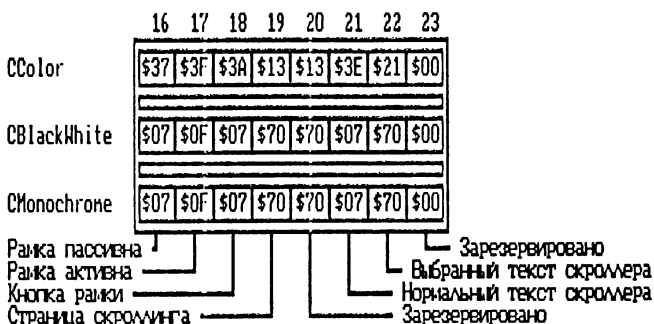 16 17 18 19 20 21 22 23
CColor $37 $3F $3A $13 $13 $3E $21 $00
CBlackWhite $07 $0F $07 $70 $70 $07 $70 $00
CMonochrome $07 $0F $07 $70 $70 $07 $70 $00
Рамка пассивна Зарезервировано
Рамка активна Выбранный текст скроллера
Кнопка рамки Нормальный текст скроллера
Страница скроллинга Зарезервировано